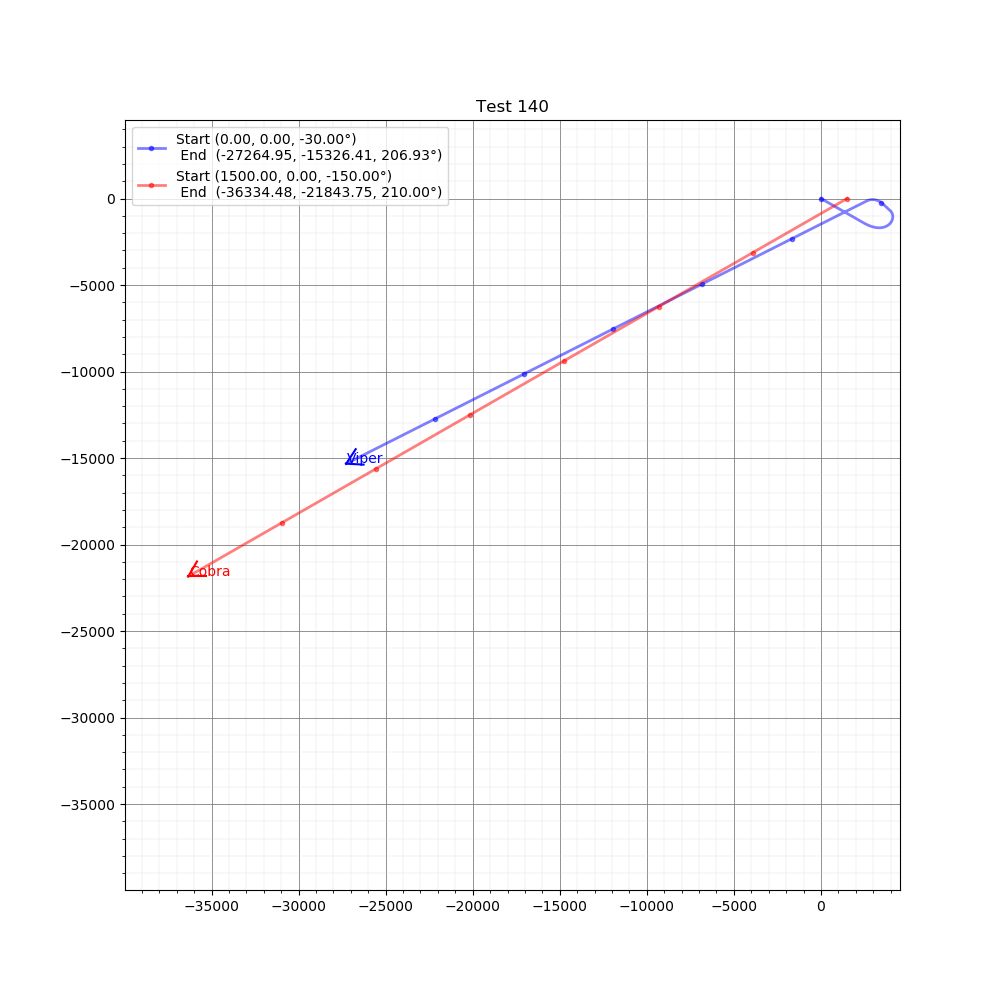 Test 140
Start (0.00, 0.00, -30.00°)
End (-27264.95, -15326.41, 206.93°)
Start (1500.00, 0.00, -150.00°)
End (-36334.48, -21843.75, 210.00°)
0
−5000
−10000
−15000
−20000
−25000
−30000
−35000
Viper
Cobra
−35000 −30000 −25000 −20000 −15000 −10000 −5000 0